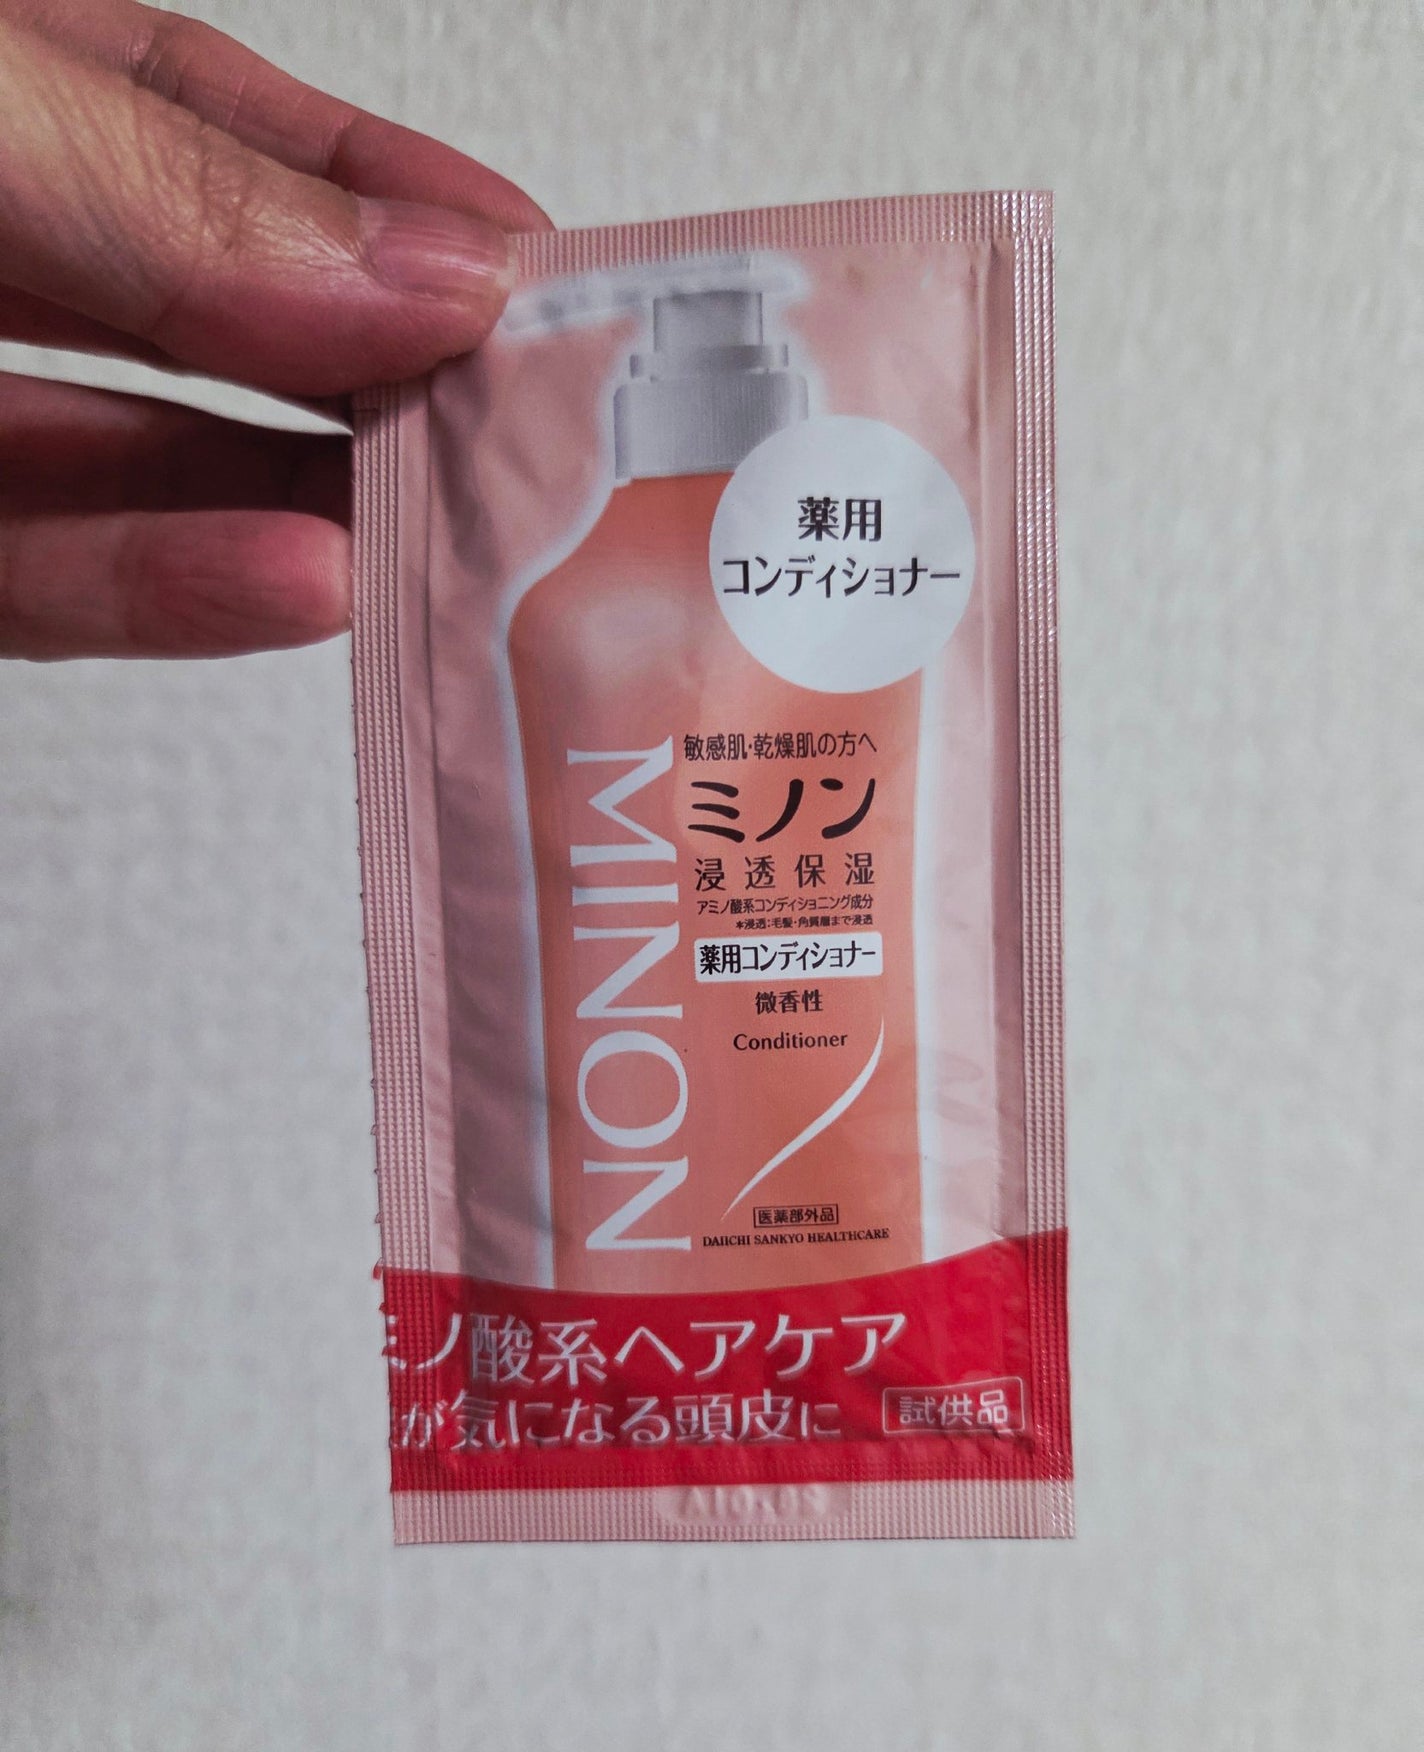 薬用
コンディショナー
敏感肌・乾燥肌の方へ
ミノン
浸透保湿
アミノ酸系コンディショニング成分
*浸透:毛髪・角質層まで浸透
薬用コンディショナー
微香性
Conditioner
MINON
医薬部外品
DAIICHI SANKYO HEALTHCARE
ミノ酸系ヘアケア
が気になる頭皮に
試供品